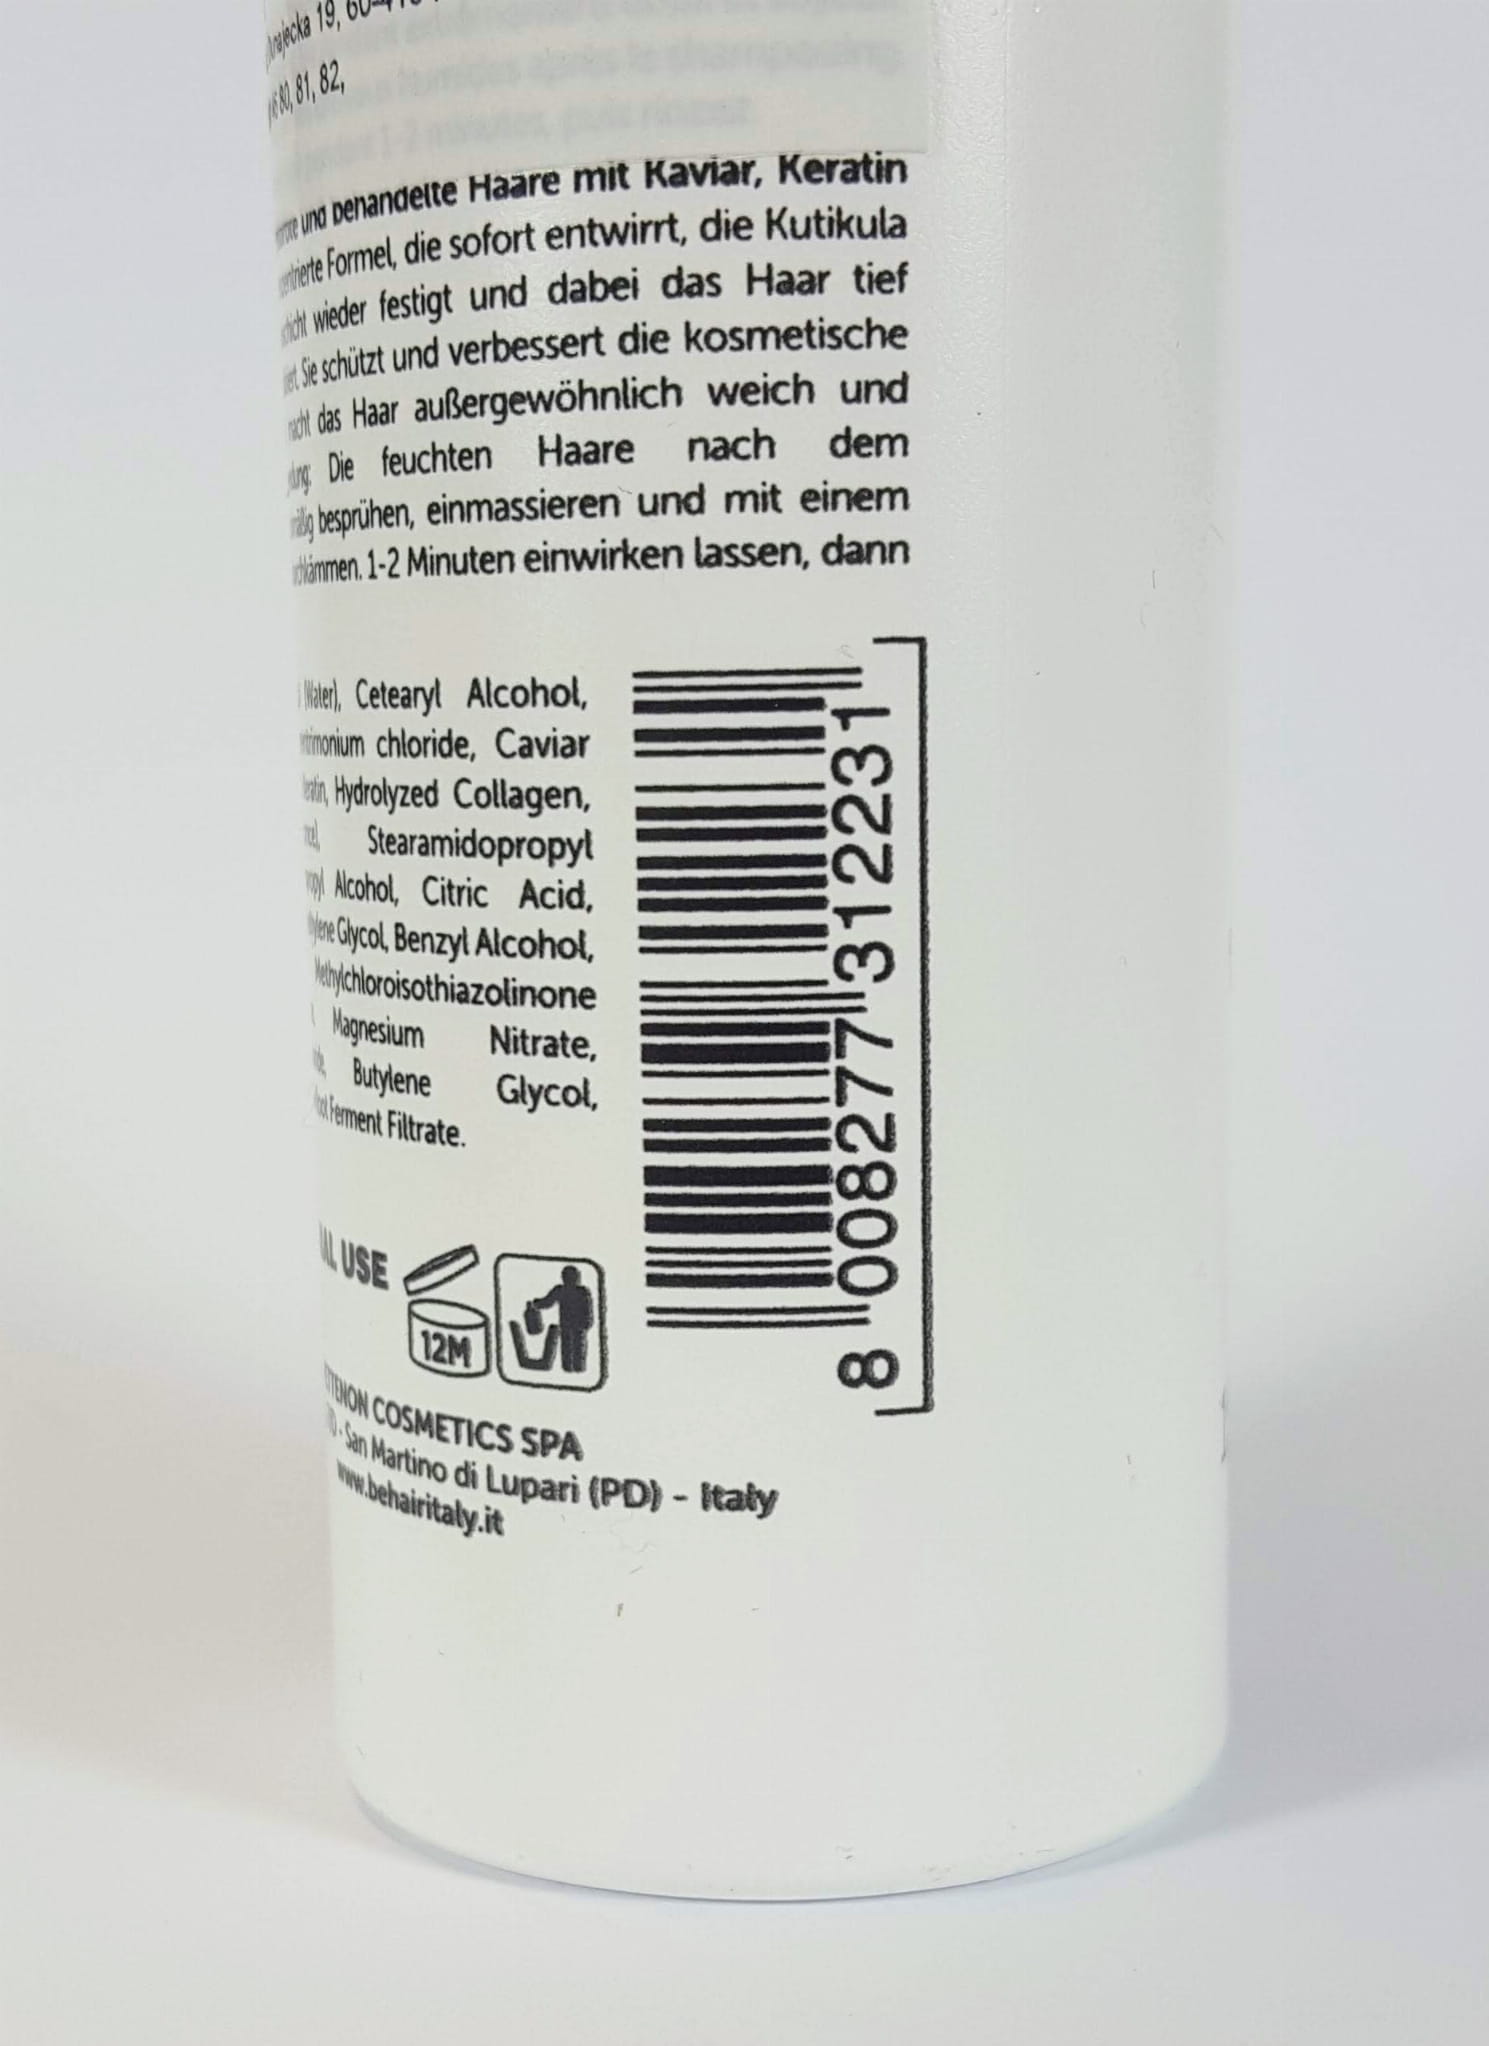 19, 60-
80, 81, 82,
und behandelte Haare mit Kaviar, Keratin
Formel, die sofort entwirrt, die Kutikula
wieder festigt und dabei das Haar tief
Sie schützt und verbessert die kosmetische
das Haar außergewöhnlich weich und
Die feuchten Haare nach dem
besprühen, einmassieren und mit einem
1-2 Minuten einwirken lassen, dann
(Water), Cetearyl Alcohol,
chloride, Caviar
Hydrolyzed Collagen,
Stearamidopropyl
Alcohol, Citric Acid,
Glycol, Benzyl Alcohol,
Methylchloroisothiazolinone
Magnesium Nitrate,
Butylene Glycol,
Ferment Filtrate.
8 008277 312231
USE
12M
COSMETICS SPA
- San Martino di Lupari (PD) - Italy
www.behairitaly.it